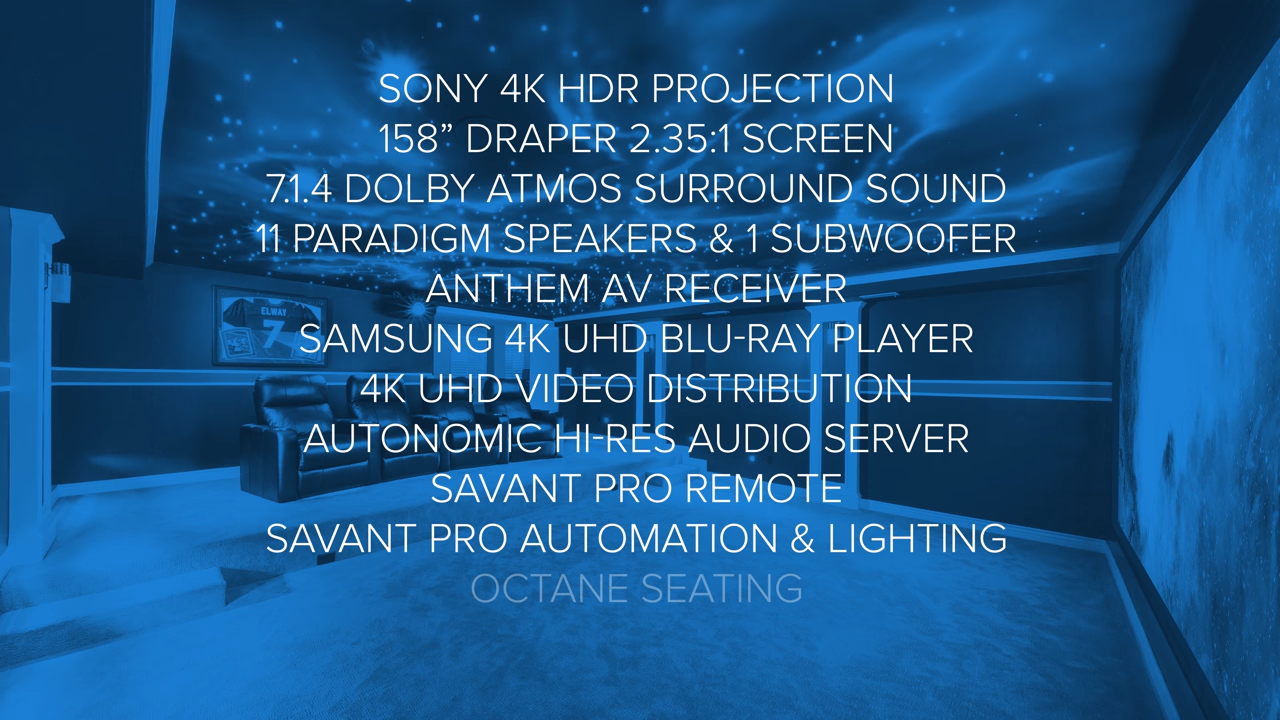 SONY 4K HDR PROJECTION
158” DRAPER 2.35:1 SCREEN
7.1.4 DOLBY ATMOS SURROUND SOUND
11 PARADIGM SPEAKERS & 1 SUBWOOFER
ANTHEM AV RECEIVER
ELWAY
7
SAMSUNG 4K UHD BLU-RAY PLAYER
4K UHD VIDEO DISTRIBUTION
AUTONOMIC HI-RES AUDIO SERVER
SAVANT PRO REMOTE
SAVANT PRO AUTOMATION & LIGHTING
OCTANE SEATING